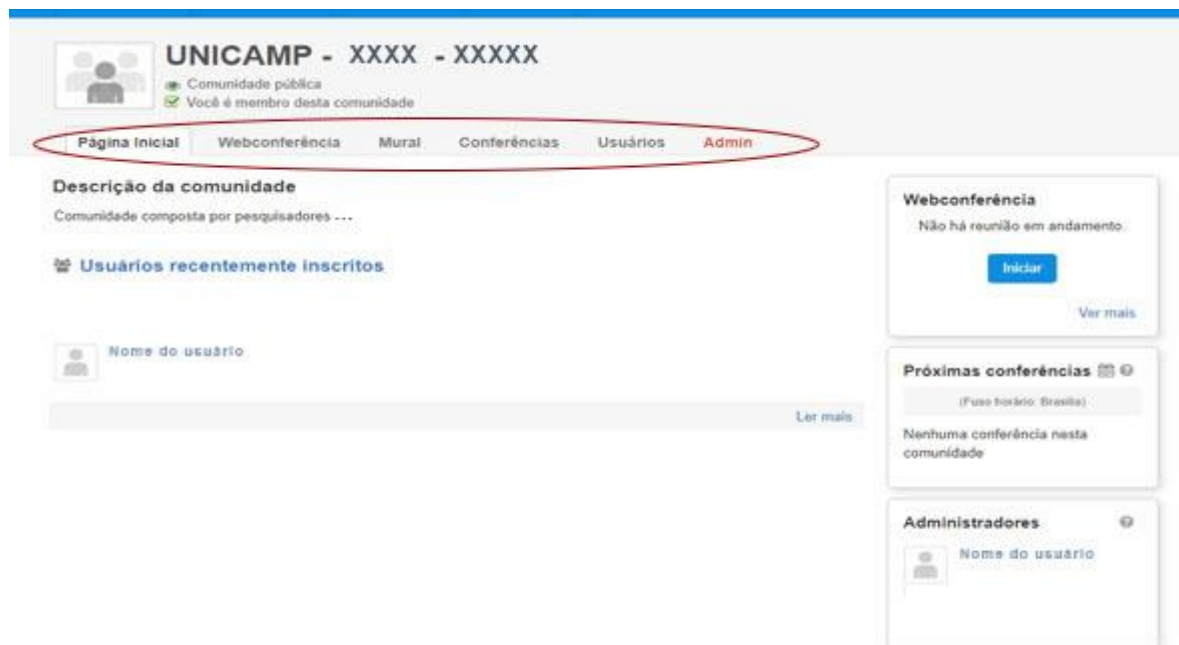 UNICAMP - XXXX - XXXXX
Comunidade pública
Você é membro desta comunidade
Página Inicial Webconferência Mural Conferências Usuários Admin
Descrição da comunidade
Comunidade composta por pesquisadores ...
Usuários recentemente inscritos
Nome do usuário
Ler mais
Webconferência
Não há reunião em andamento.
Iniciar
Ver mais
Próximas conferências
(Fuso horário: Brasilia)
Nenhuma conferência nesta
comunidade
Administradores
Nome do usuário